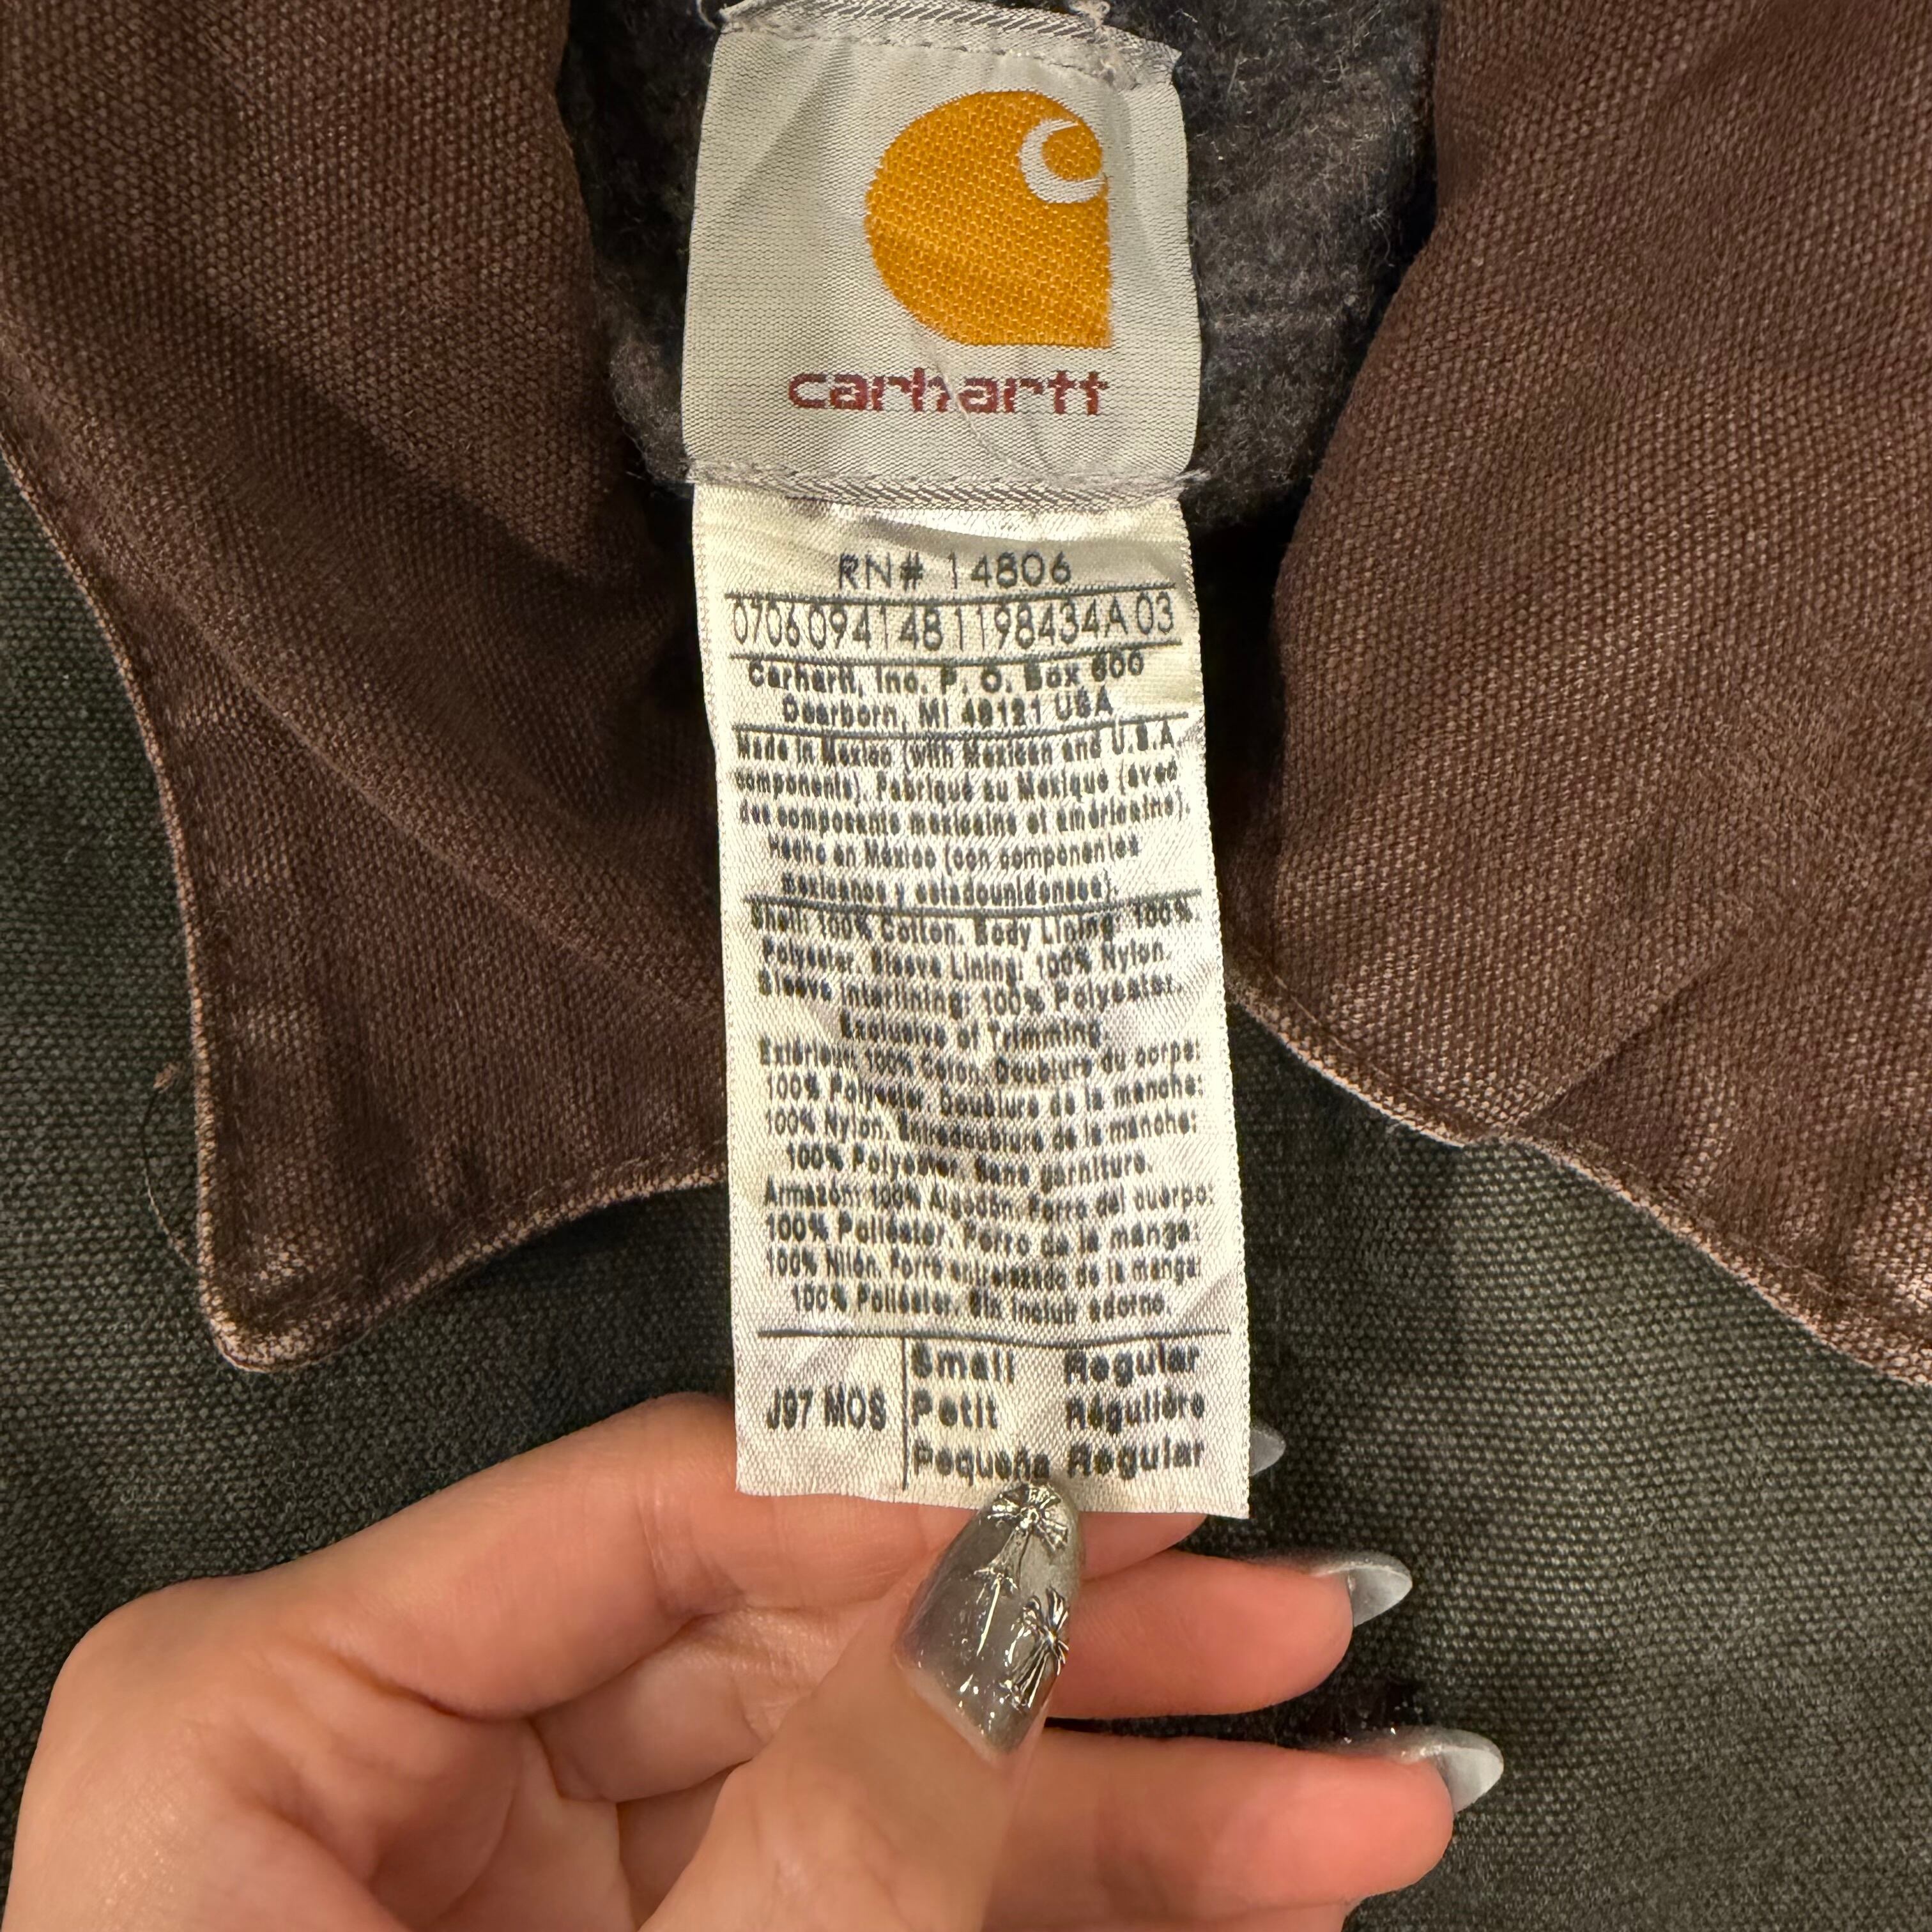 carhartt
RN# 14806
0706094148 1198434A 03
Carhartt, Inc. P. O. Box 600
Dearborn, MI 48121 USA
Made in Mexico (with Mexican and U.S.A.
components). Fabriqué au Mexique (avec
des composants mexicains et américains).
Hecho en México (con componentes
mexicanos y estadounidenses).
Shell: 100% Cotton. Body Lining: 100%
Polyester. Sleeve Lining: 100% Nylon.
Sleeve Interlining: 100% Polyester.
Exclusive of Trimming
Extérieur: 100% Coton. Doublure du corps:
100% Polyester. Doublure de la manche:
100% Nylon. Entredoublure de la manche:
100% Polyester. Sans garniture.
Armazón: 100% Algodón. Forro del cuerpo:
100% Poliéster. Forro de la manga:
100% Nilón. Forro entrelazado de la manga:
100% Poliéster. Sin incluir adorno.
J97 MOS
Small Regular
Petit Régulière
Pequeña Regular